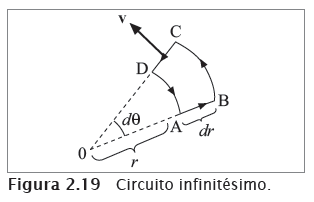 v
C
D
dθ
B
A
dr
0
r
Figura 2.19 Circuito infinitésimo.